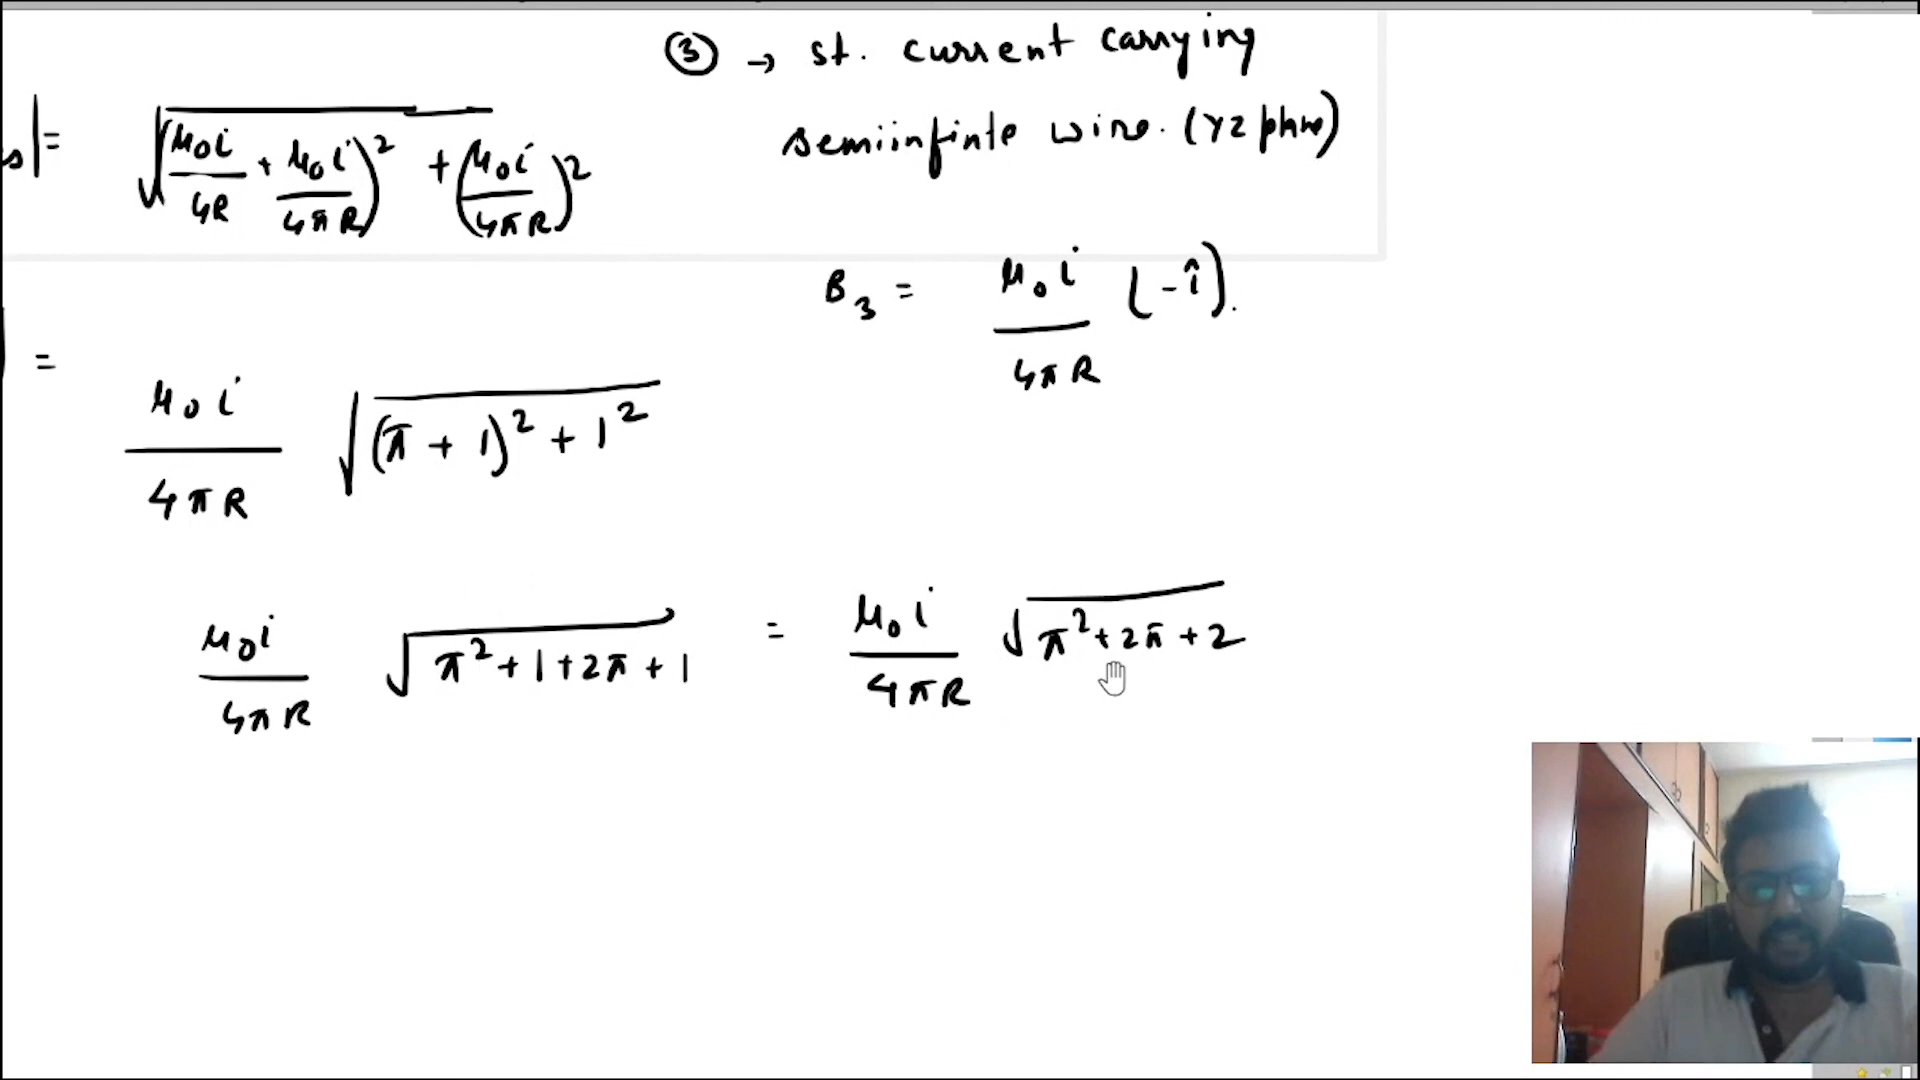 ③ → st. current carrying
semiinfinte wire. (YZ plane)
|= √((μ₀i/4R + μ₀i/4πR)² + (μ₀i/4πR)²)
B₃ = μ₀i/4πR (-î).
= μ₀i/4πR √((π + 1)² + 1²)
μ₀i/4πR √(π² + 1 + 2π + 1) = μ₀i/4πR √(π² + 2π + 2)